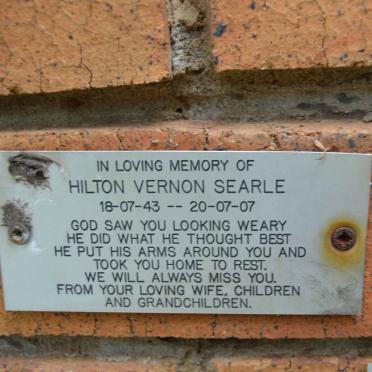 IN LOVING MEMORY OF
HILTON VERNON SEARLE
18-07-43 -- 20-07-07
GOD SAW YOU LOOKING WEARY
HE DID WHAT HE THOUGHT BEST
HE PUT HIS ARMS AROUND YOU AND
TOOK YOU HOME TO REST.
WE WILL ALWAYS MISS YOU.
FROM YOUR LOVING WIFE, CHILDREN
AND GRANDCHILDREN.